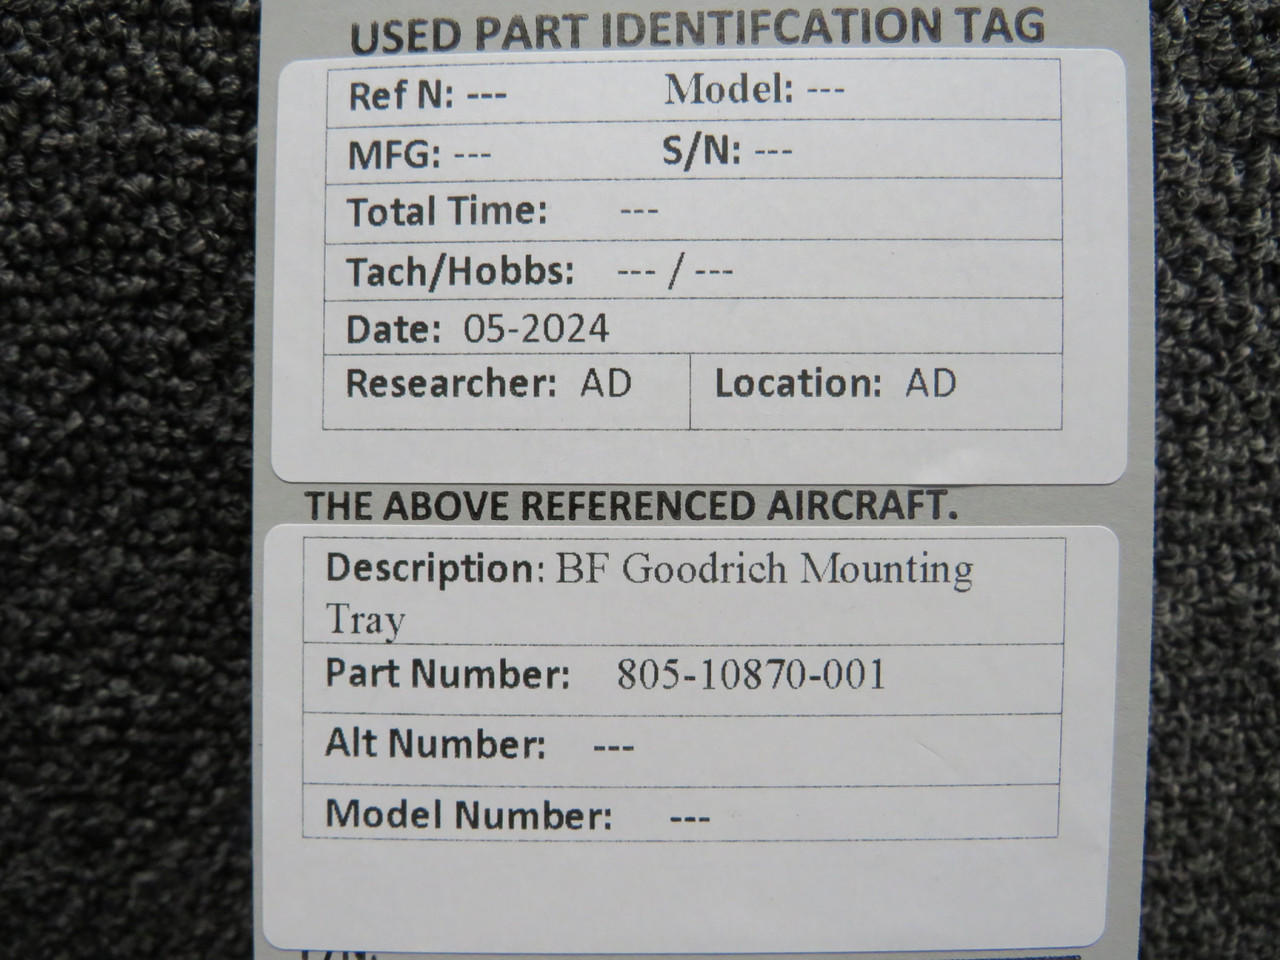 USED PART IDENTIFCATION TAG
Ref N: --- Model: ---
MFG: --- S/N: ---
Total Time: ---
Tach/Hobbs: --- / ---
Date: 05-2024
Researcher: AD Location: AD
THE ABOVE REFERENCED AIRCRAFT.
Description: BF Goodrich Mounting
Tray
Part Number: 805-10870-001
Alt Number: ---
Model Number: ---